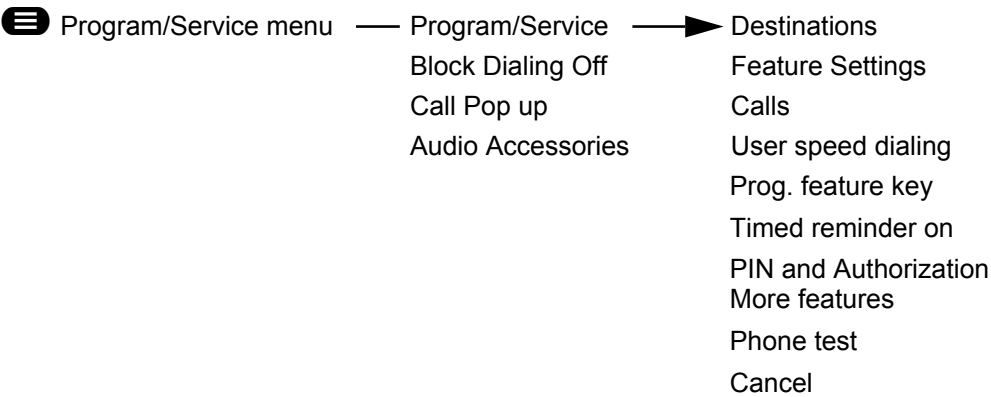 Program/Service menu Program/Service Destinations
Block Dialing Off Feature Settings
Call Pop up Calls
Audio Accessories User speed dialing
Prog. feature key
Timed reminder on
PIN and Authorization
More features
Phone test
Cancel